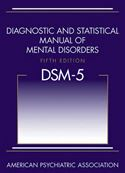 DIAGNOSTIC AND STATISTICAL
MANUAL OF
MENTAL DISORDERS
FIFTH EDITION
DSM-5
AMERICAN PSYCHIATRIC ASSOCIATION